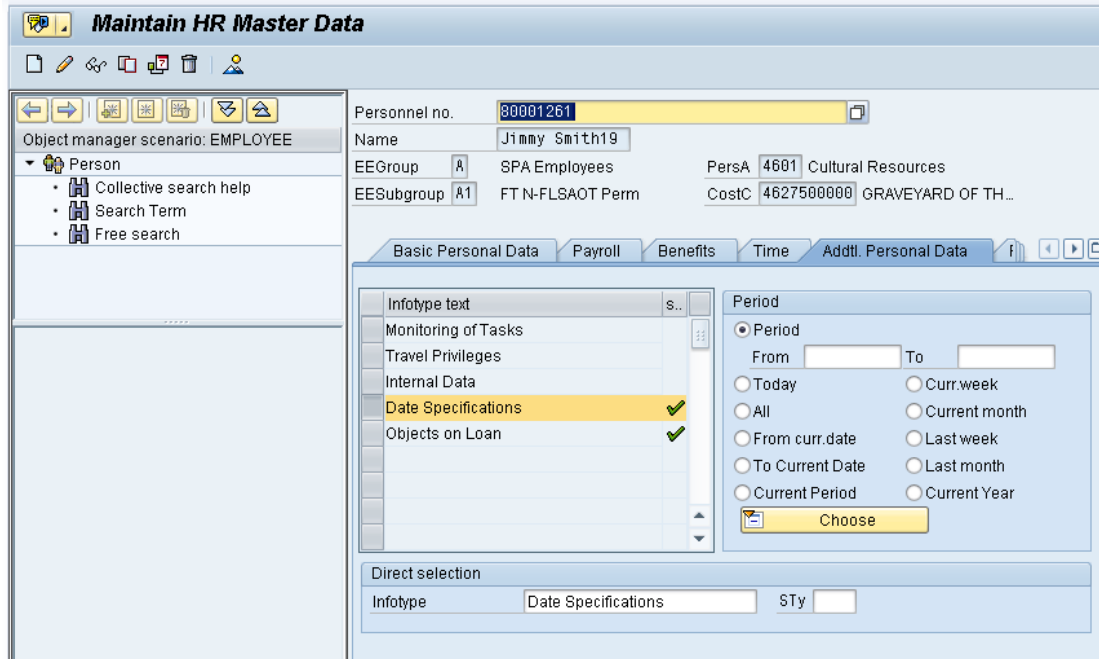 Maintain HR Master Data
Object manager scenario: EMPLOYEE
Person
Collective search help
Search Term
Free search
Personnel no. 80001261
Name Jimmy Smith19
EEGroup A SPA Employees PersA 4601 Cultural Resources
EESubgroup A1 FT N-FLSAOT Perm CostC 4627500000 GRAVEYARD OF TH...
Basic Personal Data Payroll Benefits Time Addtl. Personal Data
Infotype text S..
Monitoring of Tasks
Travel Privileges
Internal Data
Date Specifications
Objects on Loan
Period
Period
From To
Today Curr.week
All Current month
From curr.date Last week
To Current Date Last month
Current Period Current Year
Choose
Direct selection
Infotype Date Specifications STy